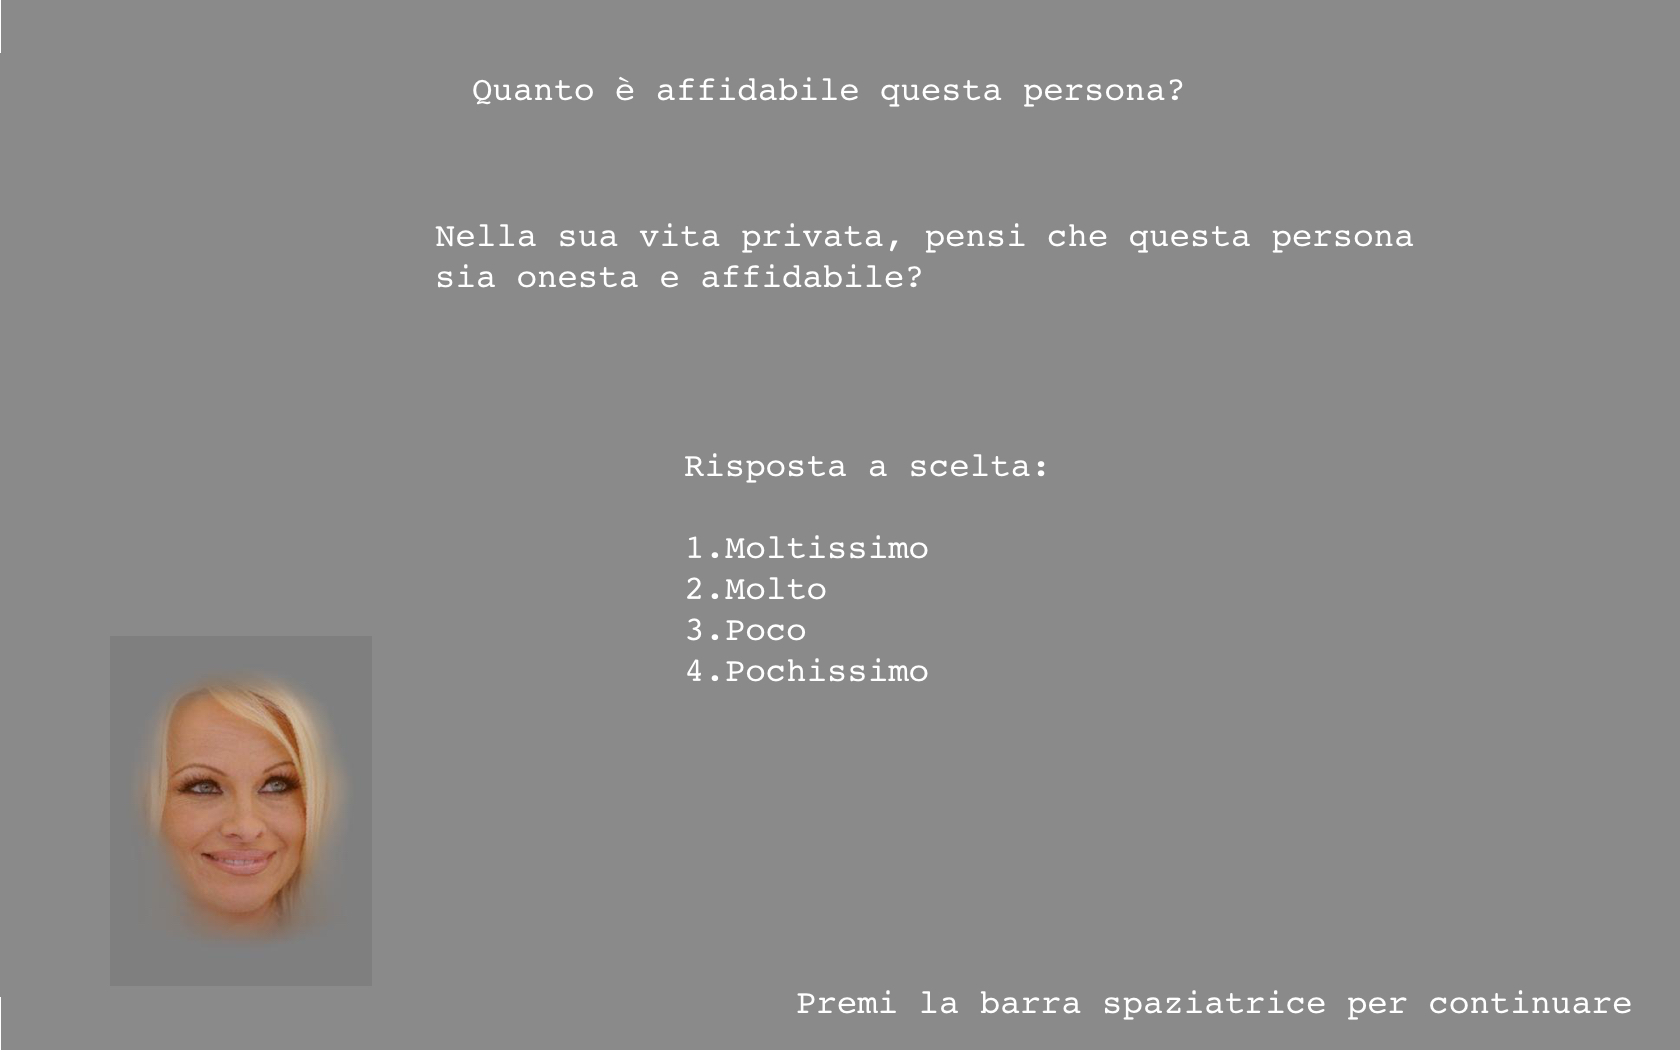 Quanto è affidabile questa persona?
Nella sua vita privata, pensi che questa persona
sia onesta e affidabile?
Risposta a scelta:
1.Moltissimo
2.Molto
3.Poco
4.Pochissimo
Premi la barra spaziatrice per continuare